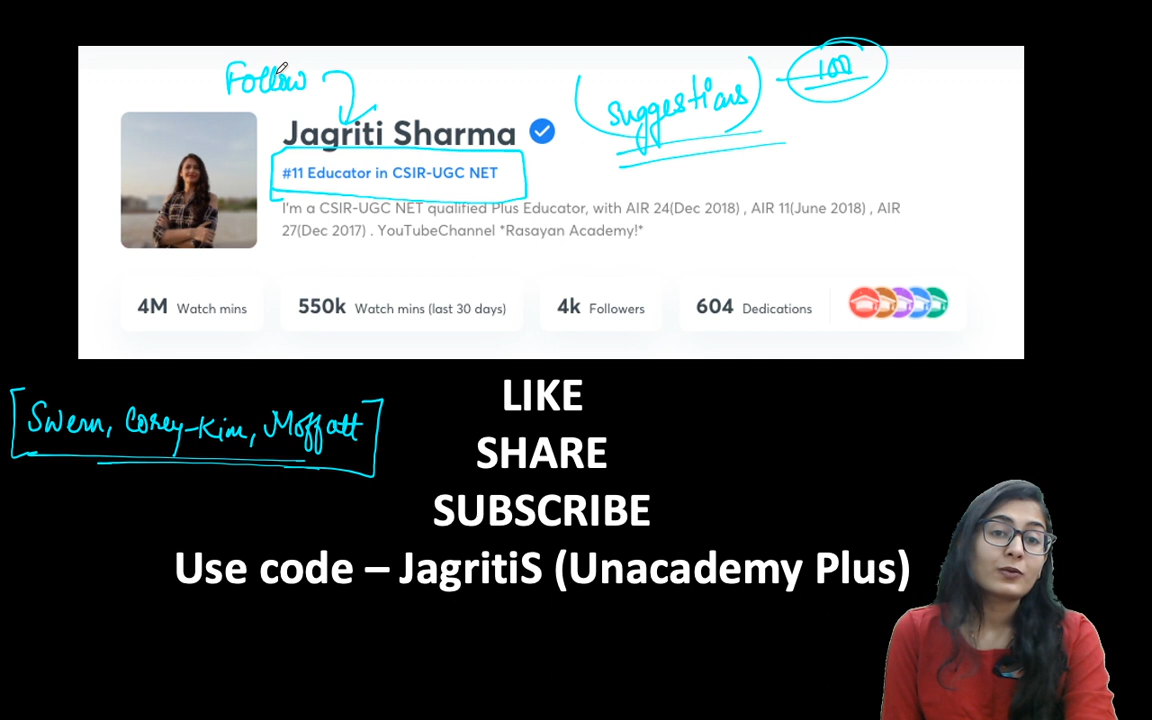 Follow
(Suggestions) - 100
Jagriti Sharma
#11 Educator in CSIR-UGC NET
I'm a CSIR-UGC NET qualified Plus Educator, with AIR 24(Dec 2018) , AIR 11(June 2018) , AIR
27(Dec 2017) . YouTubeChannel *Rasayan Academy!*
4M Watch mins 550k Watch mins (last 30 days) 4k Followers 604 Dedications
[Swern, Corey-Kim, Moffatt]
LIKE
SHARE
SUBSCRIBE
Use code – JagritiS (Unacademy Plus)